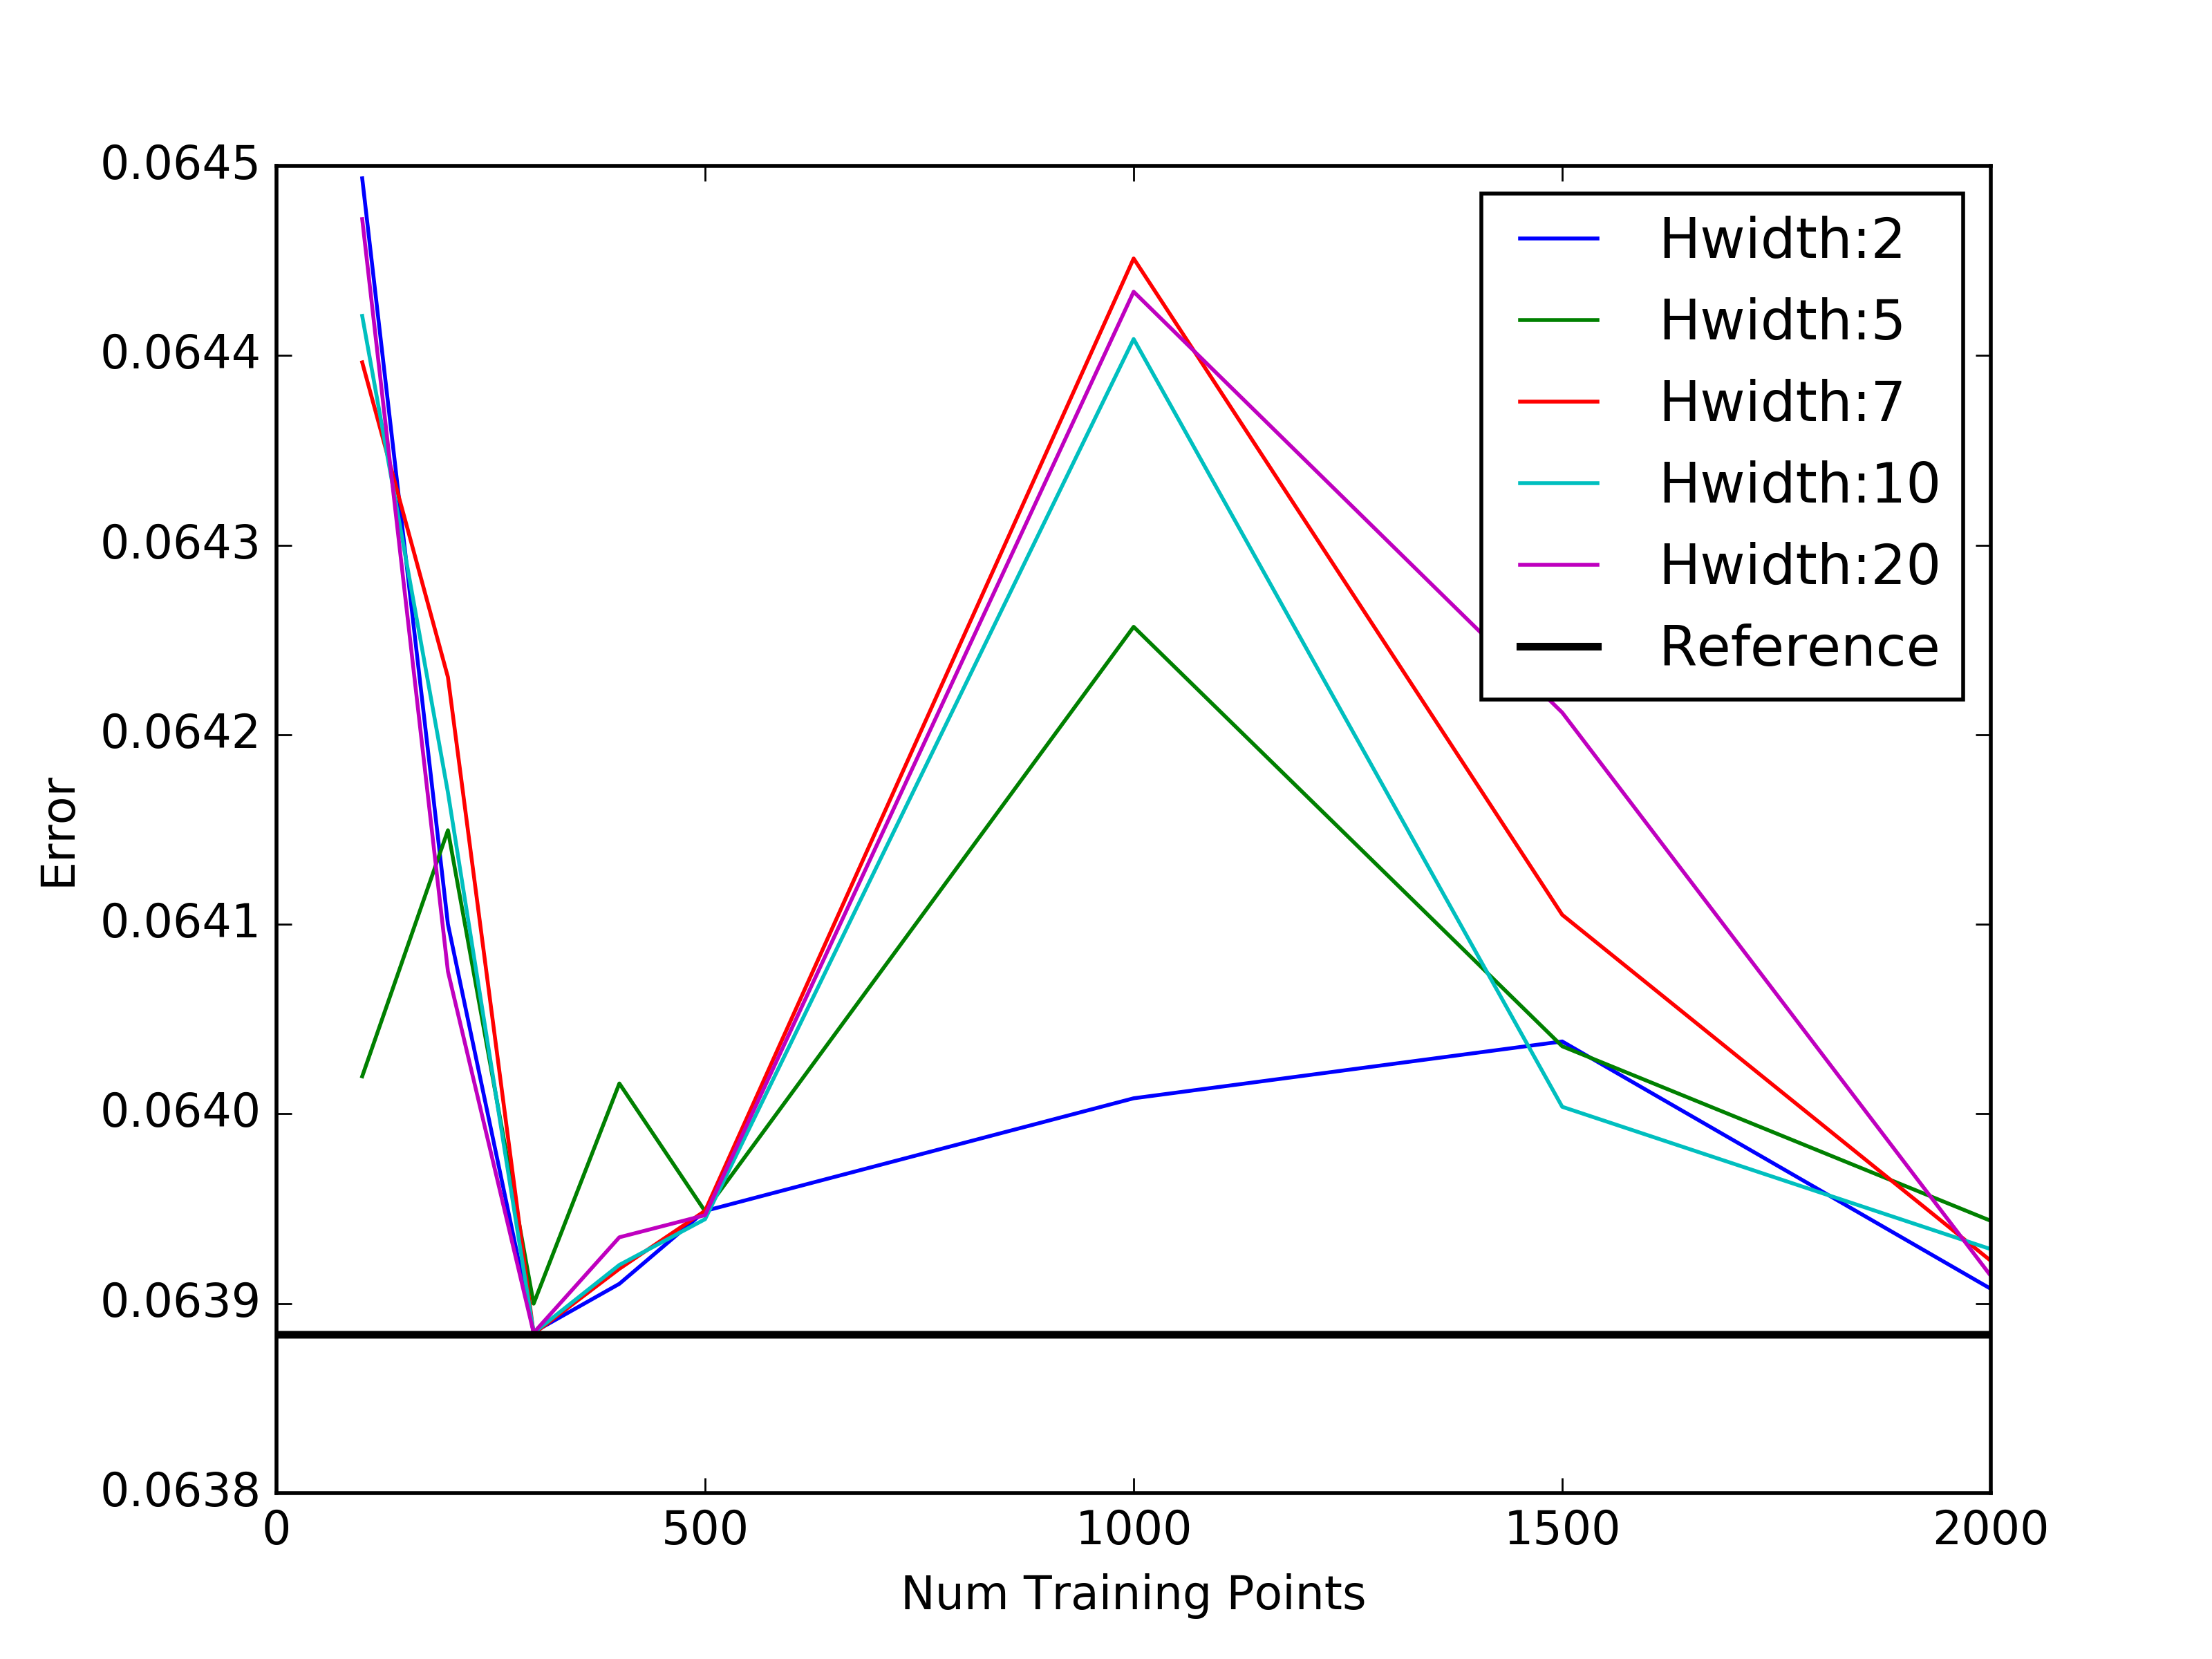 0.0645
0.0644
0.0643
0.0642
0.0641
0.0640
0.0639
0.0638
Error
0 500 1000 1500 2000
Num Training Points
Hwidth:2
Hwidth:5
Hwidth:7
Hwidth:10
Hwidth:20
Reference